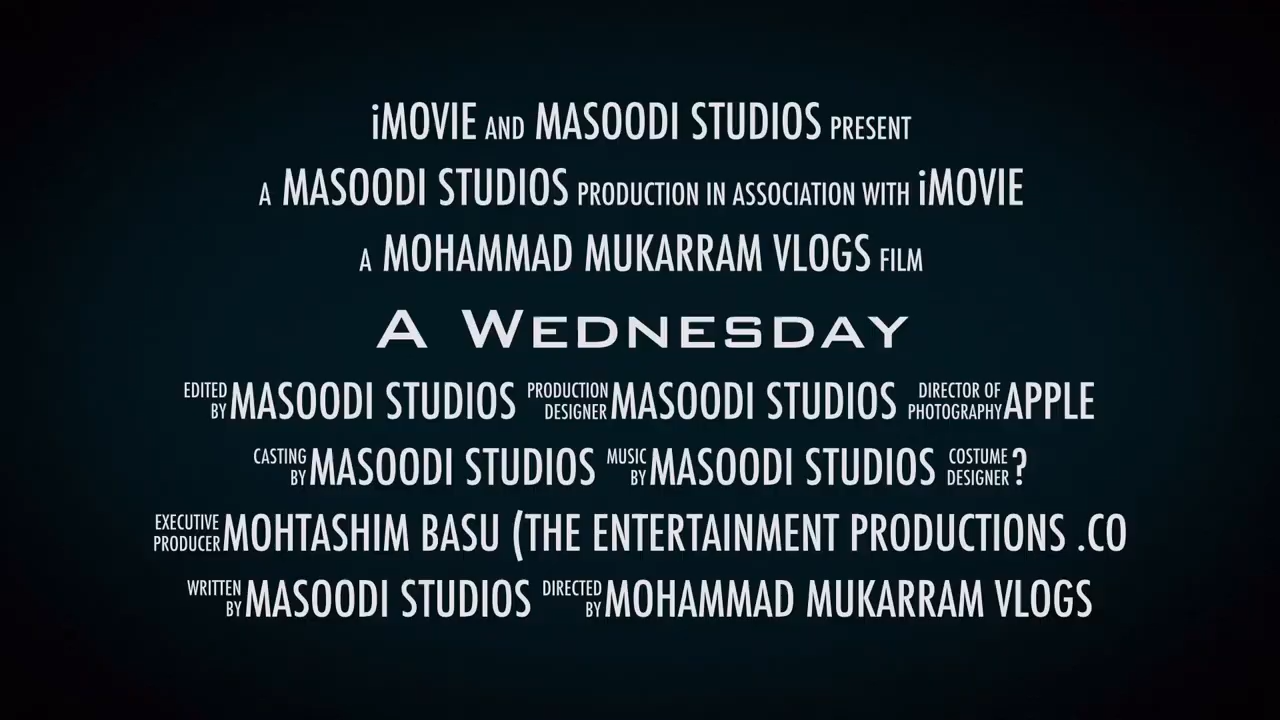 iMOVIE AND MASOODI STUDIOS PRESENT
A MASOODI STUDIOS PRODUCTION IN ASSOCIATION WITH iMOVIE
A MOHAMMAD MUKARRAM VLOGS FILM
A WEDNESDAY
EDITED BY MASOODI STUDIOS PRODUCTION DESIGNER MASOODI STUDIOS DIRECTOR OF PHOTOGRAPHY APPLE
CASTING BY MASOODI STUDIOS MUSIC BY MASOODI STUDIOS COSTUME DESIGNER ?
EXECUTIVE PRODUCER MOHTASHIM BASU (THE ENTERTAINMENT PRODUCTIONS .CO
WRITTEN BY MASOODI STUDIOS DIRECTED BY MOHAMMAD MUKARRAM VLOGS